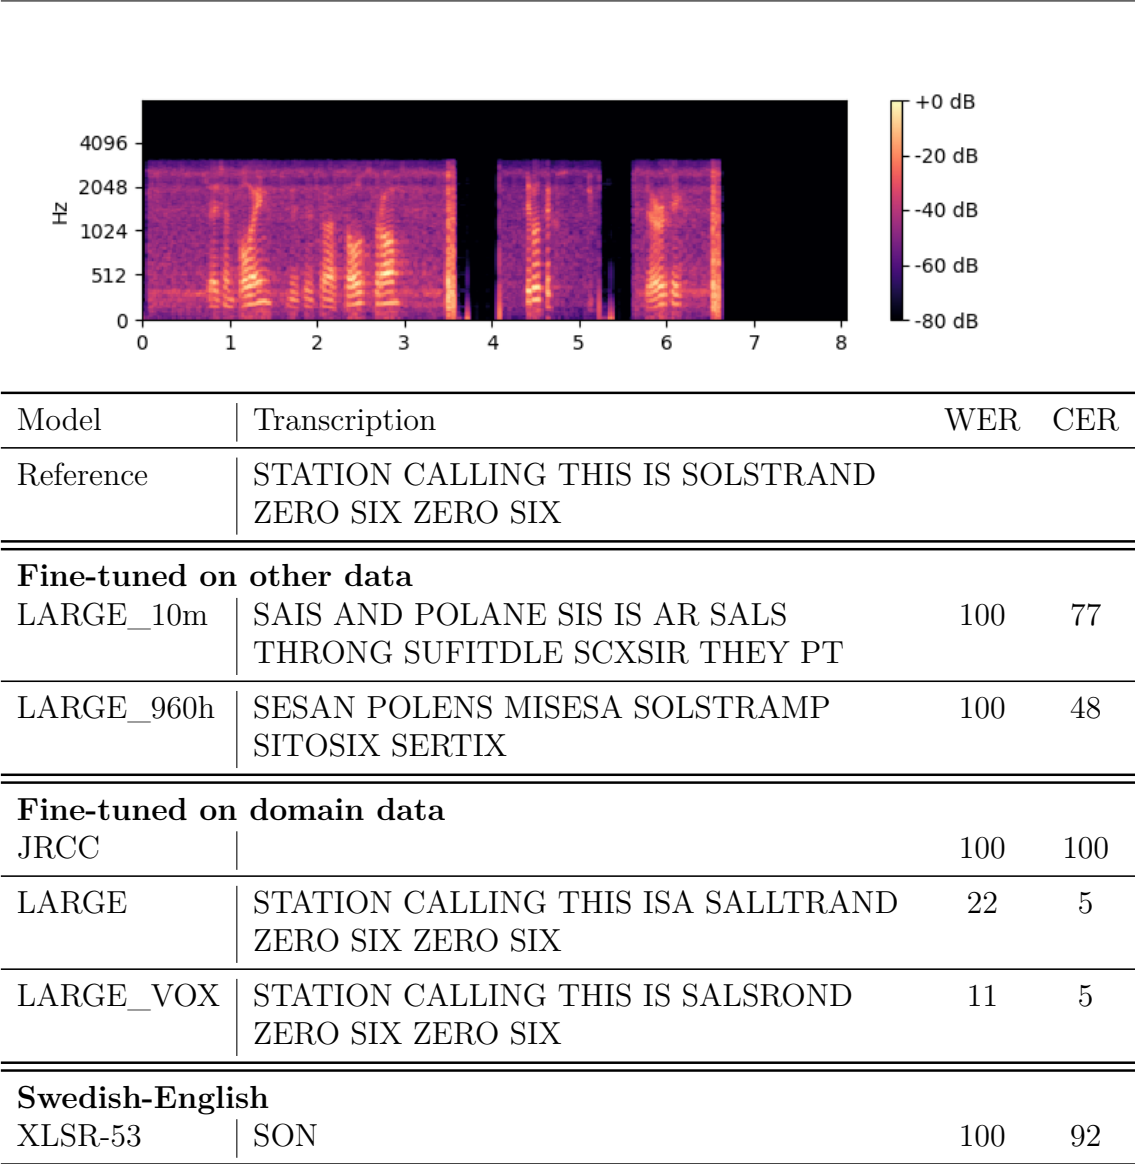 +0 dB
4096
-20 dB
2048
Hz
-40 dB
1024
-60 dB
512
0
-80 dB
0 1 2 3 4 5 6 7 8
Model Transcription WER CER
Reference STATION CALLING THIS IS SOLSTRAND
ZERO SIX ZERO SIX
Fine-tuned on other data
LARGE_10m SAIS AND POLANE SIS IS AR SALS 100 77
THRONG SUFITDLE SCXSIR THEY PT
LARGE_960h SESAN POLENS MISESA SOLSTRAMP 100 48
SITOSIX SERTIX
Fine-tuned on domain data
JRCC 100 100
LARGE STATION CALLING THIS ISA SALLTRAND 22 5
ZERO SIX ZERO SIX
LARGE_VOX STATION CALLING THIS IS SALSROND 11 5
ZERO SIX ZERO SIX
Swedish-English
XLSR-53 SON 100 92